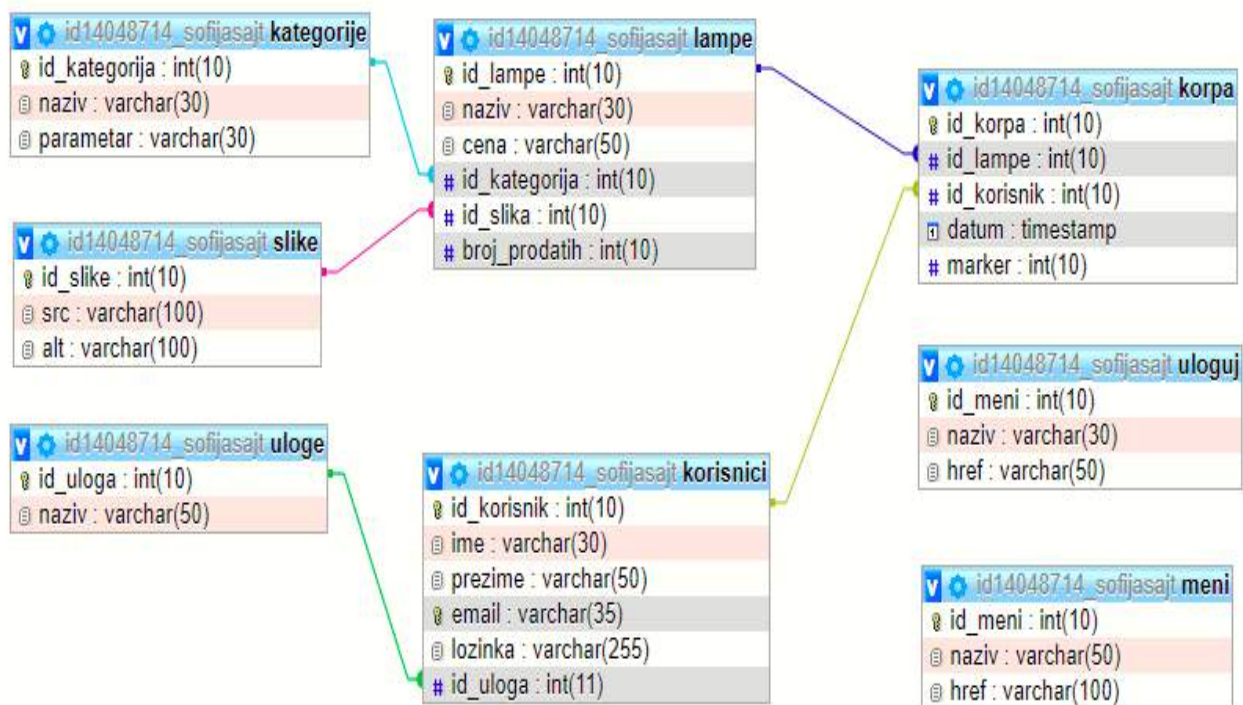 id14048714_sofijasajt kategorije
id_kategorija : int(10)
naziv : varchar(30)
parametar : varchar(30)
id14048714_sofijasajt slike
id_slike : int(10)
src : varchar(100)
alt : varchar(100)
id14048714_sofijasajt uloge
id_uloga : int(10)
naziv : varchar(50)
id14048714_sofijasajt lampe
id_lampe : int(10)
naziv : varchar(30)
cena : varchar(50)
# id_kategorija : int(10)
# id_slika : int(10)
# broj_prodatih : int(10)
id14048714_sofijasajt korisnici
id_korisnik : int(10)
ime : varchar(30)
prezime : varchar(50)
email : varchar(35)
lozinka : varchar(255)
# id_uloga : int(11)
id14048714_sofijasajt korpa
id_korpa : int(10)
# id_lampe : int(10)
# id_korisnik : int(10)
datum : timestamp
# marker : int(10)
id14048714_sofijasajt uloguj
id_meni : int(10)
naziv : varchar(30)
href : varchar(50)
id14048714_sofijasajt meni
id_meni : int(10)
naziv : varchar(50)
href : varchar(100)